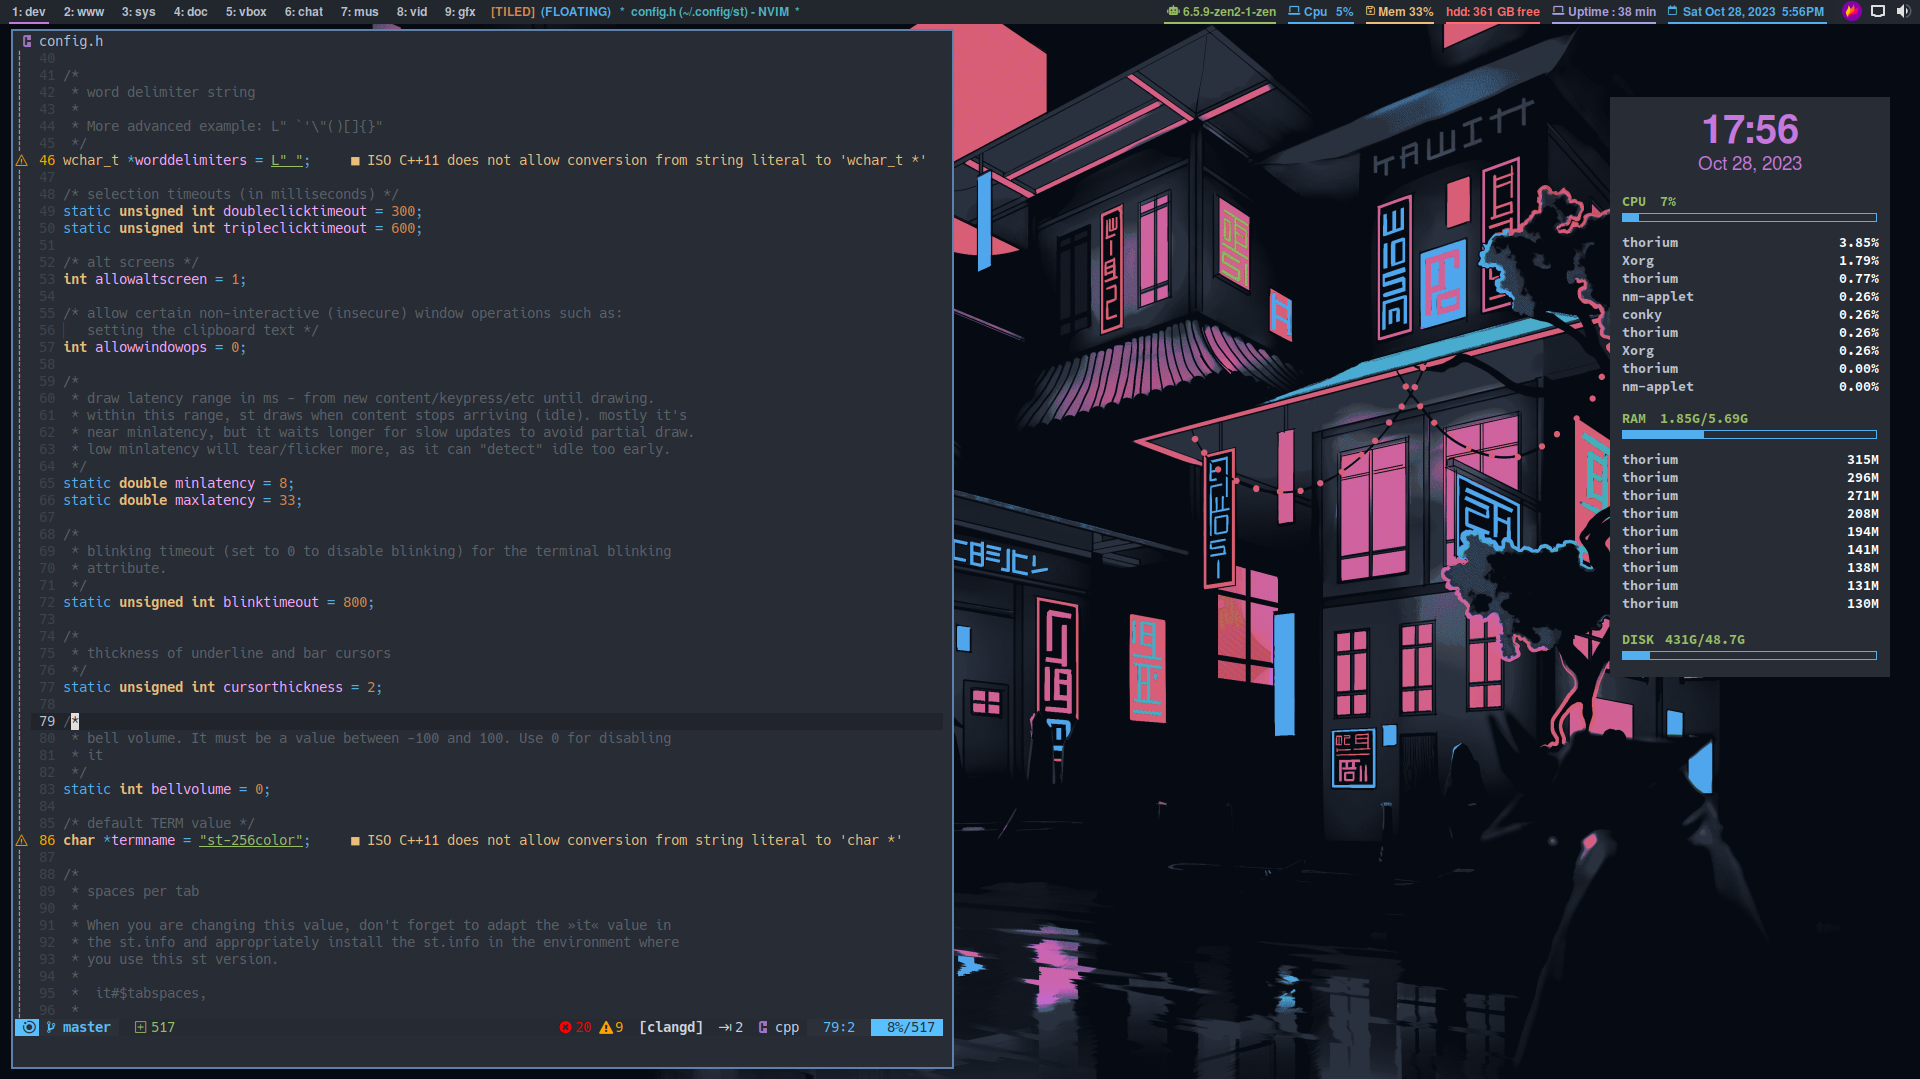 1: dev 2: www 3: sys 4: doc 5: vbox 6: chat 7: mus 8: vid 9: gfx [TILED] (FLOATING) * config.h (~/.config/st) - NVIM * 6.5.9-zen2-1-zen Cpu 5% Mem 33% hdd: 361 GB free Uptime : 38 min Sat Oct 28, 2023 5:56PM
config.h
40
41 /*
42  * word delimiter string
43  *
44  * More advanced example: L" `'\"()[]{}"
45  */
46 wchar_t *worddelimiters = L" "; ■ ISO C++11 does not allow conversion from string literal to 'wchar_t *'
47
48 /* selection timeouts (in milliseconds) */
49 static unsigned int doubleclicktimeout = 300;
50 static unsigned int tripleclicktimeout = 600;
51
52 /* alt screens */
53 int allowaltscreen = 1;
54
55 /* allow certain non-interactive (insecure) window operations such as:
56    setting the clipboard text */
57 int allowwindowops = 0;
58
59 /*
60  * draw latency range in ms - from new content/keypress/etc until drawing.
61  * within this range, st draws when content stops arriving (idle). mostly it's
62  * near minlatency, but it waits longer for slow updates to avoid partial draw.
63  * low minlatency will tear/flicker more, as it can "detect" idle too early.
64  */
65 static double minlatency = 8;
66 static double maxlatency = 33;
67
68 /*
69  * blinking timeout (set to 0 to disable blinking) for the terminal blinking
70  * attribute.
71  */
72 static unsigned int blinktimeout = 800;
73
74 /*
75  * thickness of underline and bar cursors
76  */
77 static unsigned int cursorthickness = 2;
78
79 /*
80  * bell volume. It must be a value between -100 and 100. Use 0 for disabling
81  * it
82  */
83 static int bellvolume = 0;
84
85 /* default TERM value */
86 char *termname = "st-256color"; ■ ISO C++11 does not allow conversion from string literal to 'char *'
87
88 /*
89  * spaces per tab
90  *
91  * When you are changing this value, don't forget to adapt the »it« value in
92  * the st.info and appropriately install the st.info in the environment where
93  * you use this st version.
94  *
95  *  it#$tabspaces,
96  *
master 517 20 9 [clangd] 2 cpp 79:2 8%/517
17:56
Oct 28, 2023
CPU 7%
thorium 3.85%
Xorg 1.79%
thorium 0.77%
nm-applet 0.26%
conky 0.26%
thorium 0.26%
Xorg 0.26%
thorium 0.00%
nm-applet 0.00%
RAM 1.85G/5.69G
thorium 315M
thorium 296M
thorium 271M
thorium 208M
thorium 194M
thorium 141M
thorium 138M
thorium 131M
thorium 130M
DISK 431G/48.7G